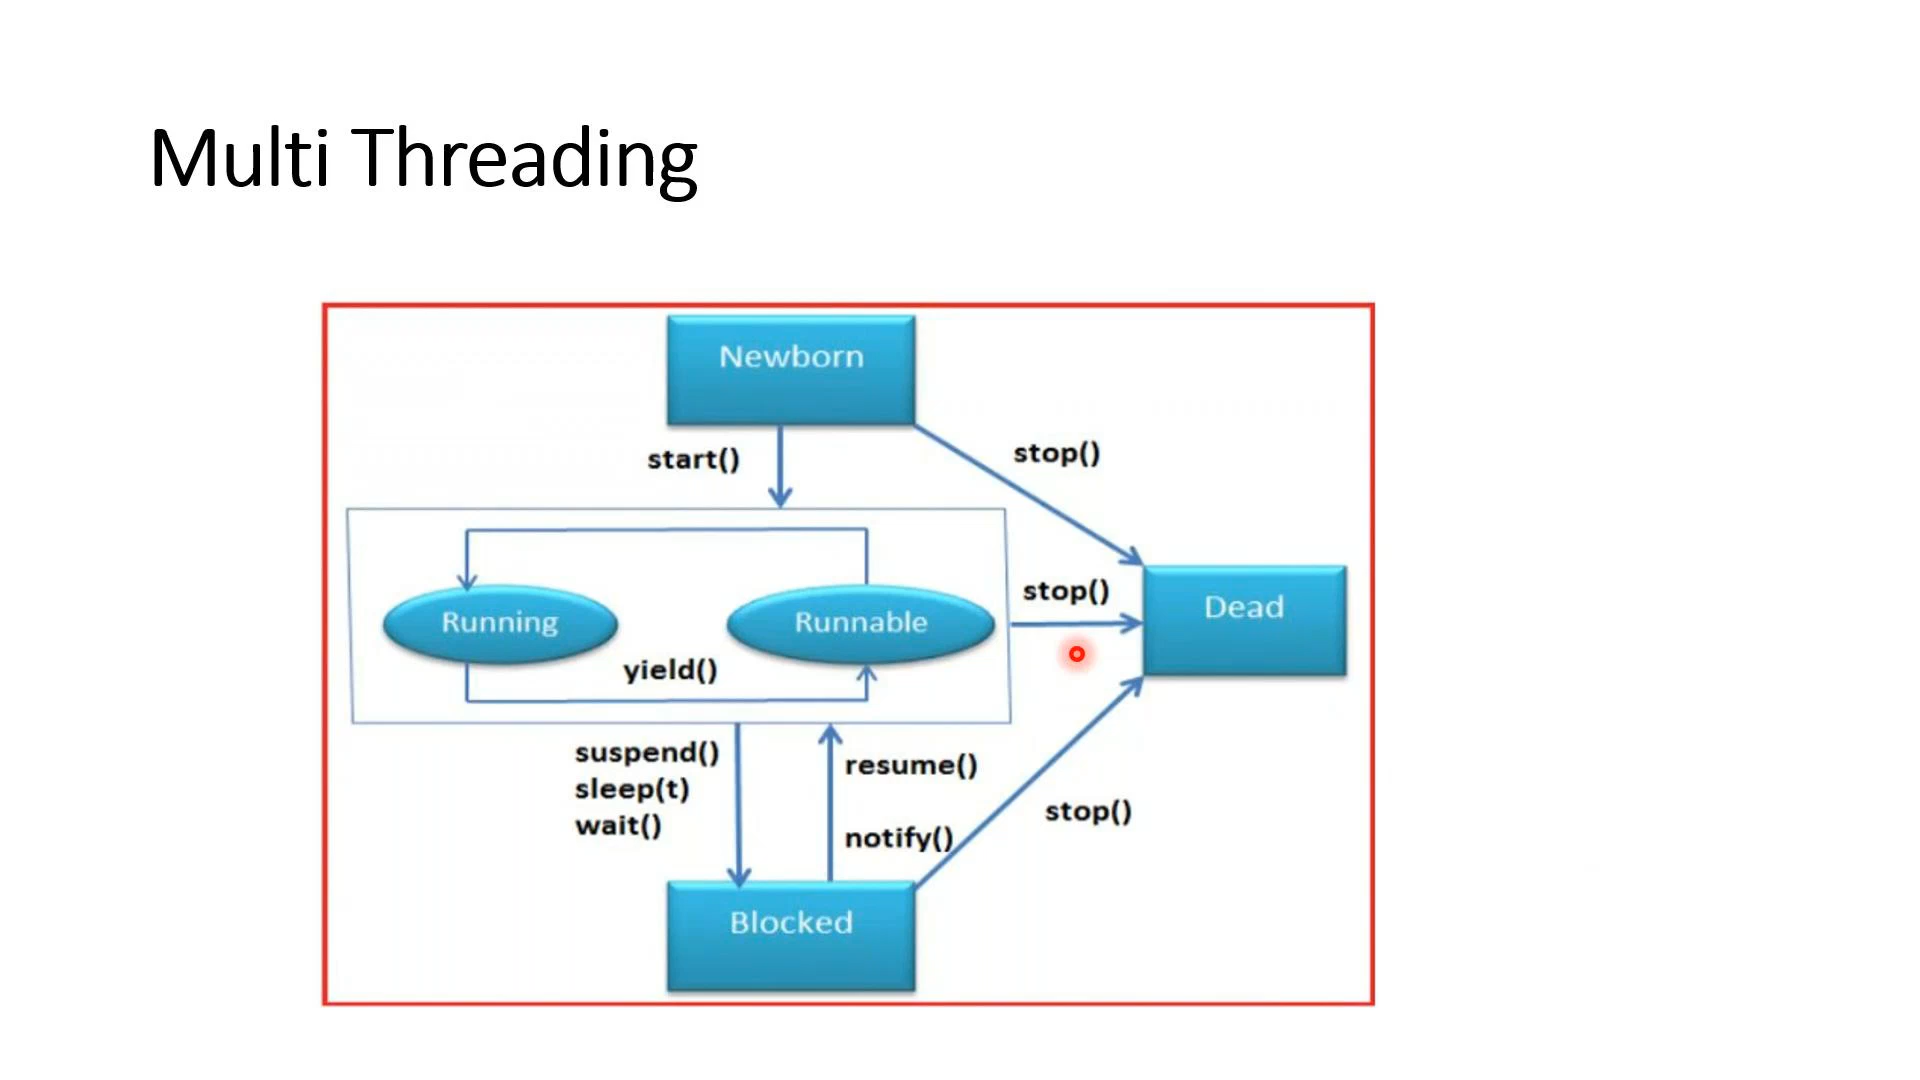 Multi Threading
Newborn
start()
stop()
stop()
Running
Runnable
Dead
yield()
suspend()
sleep(t)
wait()
resume()
notify()
stop()
Blocked